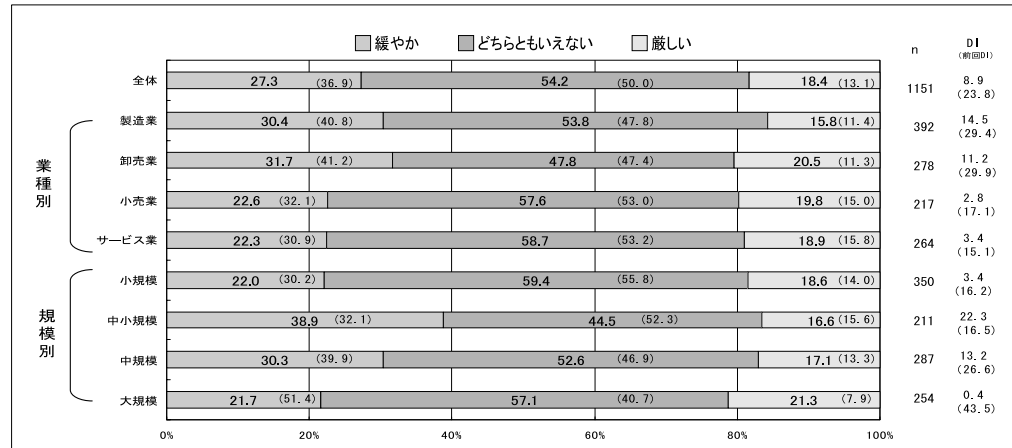 緩やか どちらともいえない 厳しい n DI
(前回DI)
全体 27.3 (36.9) 54.2 (50.0) 18.4 (13.1) 1151 8.9
(23.8)
業種別
製造業 30.4 (40.8) 53.8 (47.8) 15.8 (11.4) 392 14.5
(29.4)
卸売業 31.7 (41.2) 47.8 (47.4) 20.5 (11.3) 278 11.2
(29.9)
小売業 22.6 (32.1) 57.6 (53.0) 19.8 (15.0) 217 2.8
(17.1)
サービス業 22.3 (30.9) 58.7 (53.2) 18.9 (15.8) 264 3.4
(15.1)
規模別
小規模 22.0 (30.2) 59.4 (55.8) 18.6 (14.0) 350 3.4
(16.2)
中小規模 38.9 (32.1) 44.5 (52.3) 16.6 (15.6) 211 22.3
(16.5)
中規模 30.3 (39.9) 52.6 (46.9) 17.1 (13.3) 287 13.2
(26.6)
大規模 21.7 (51.4) 57.1 (40.7) 21.3 (7.9) 254 0.4
(43.5)
0% 20% 40% 60% 80% 100%